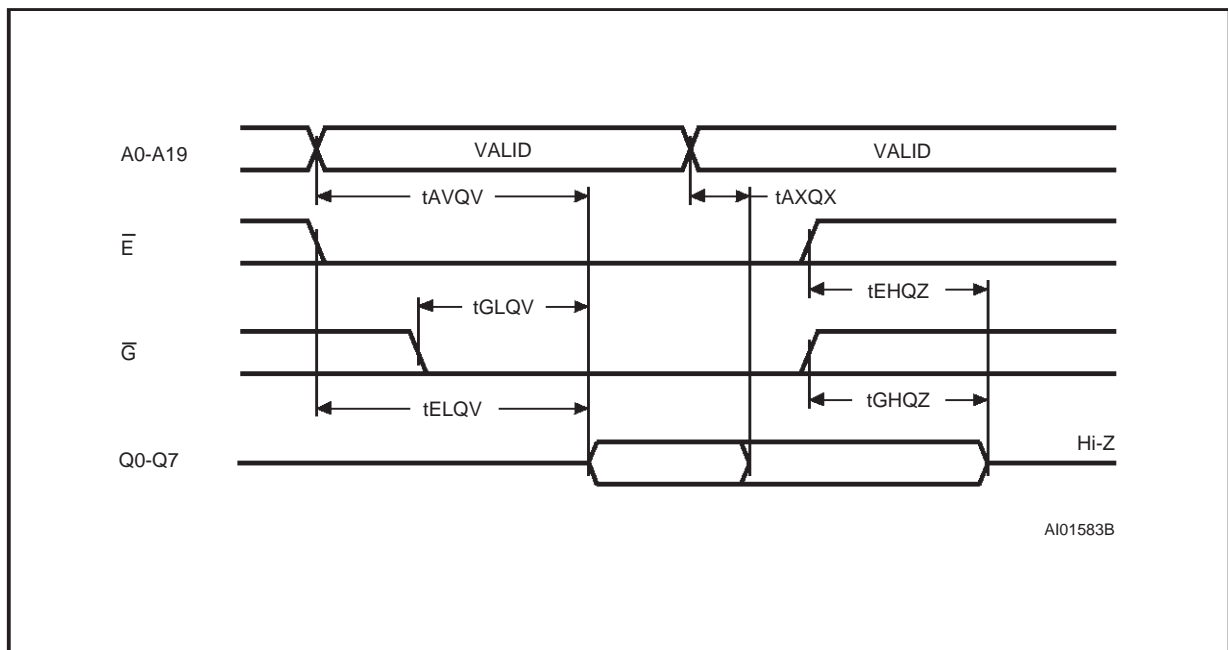 A0-A19
VALID
VALID
tAVQV
tAXQX
E̅
tGLQV
tEHQZ
G̅
tELQV
tGHQZ
Q0-Q7
Hi-Z
AI01583B